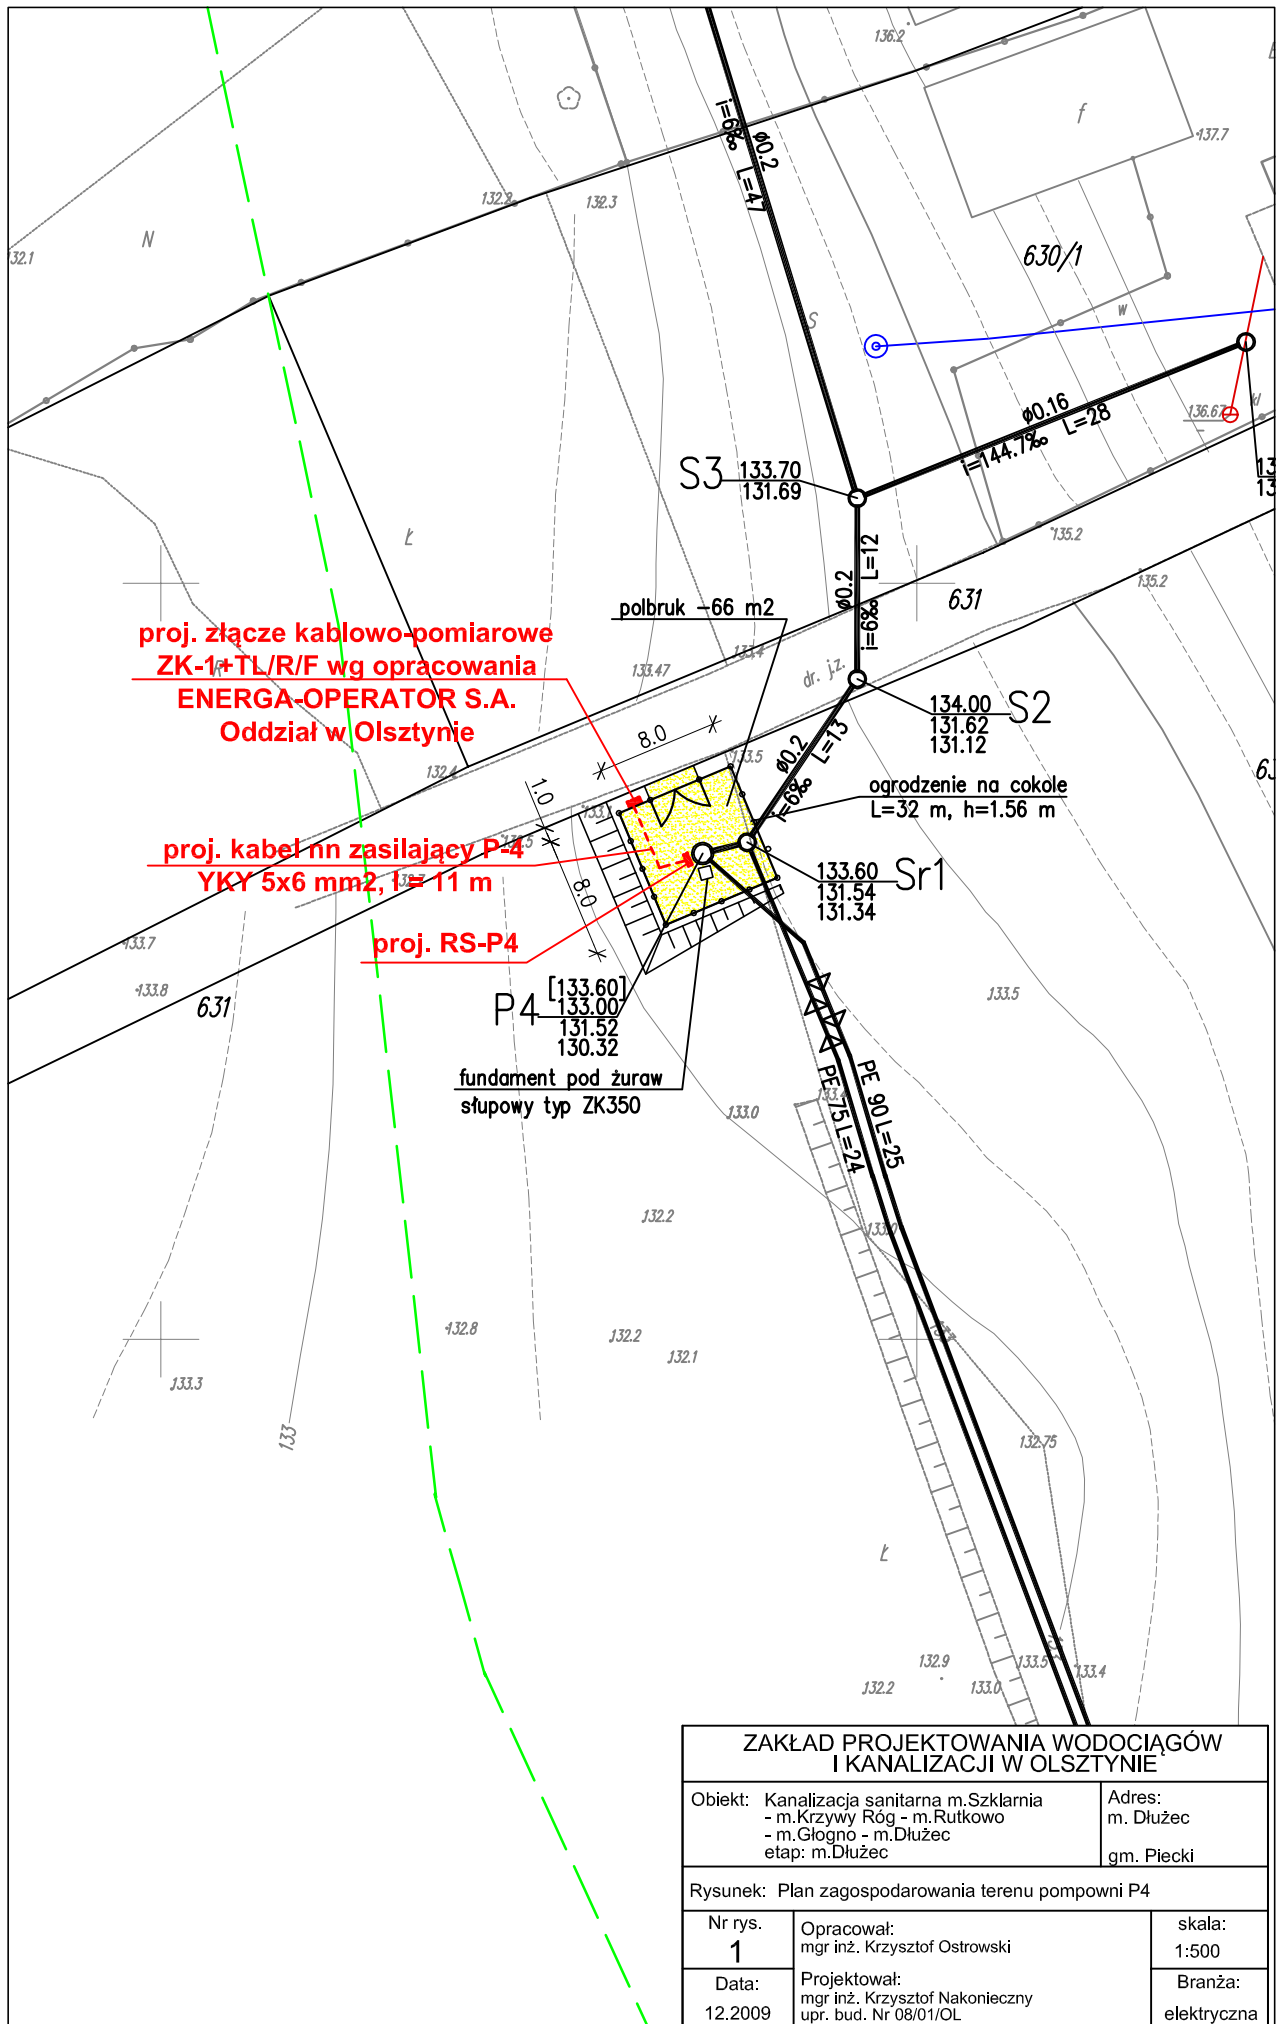 136.2
f
137.7
i=6‰ ø0.2
L=47
132.2
132.3
N
132.1
630/1
S
w
ø0.16
i=144.7‰ L=28
136.67
kl
S3 133.70
131.69
Ł
135.2
ø0.2
i=6‰ L=12
135.2
631
polbruk -66 m2
proj. złącze kablowo-pomiarowe
ZK-1+TL/R/F wg opracowania
ENERGA-OPERATOR S.A.
Oddział w Olsztynie
R
133.47
133.4
dr. j.z.
134.00 S2
131.62
131.12
8.0
133.5
132.4
ø0.2
i=6‰ L=13
ogrodzenie na cokole
L=32 m, h=1.56 m
1.0
133.1
proj. kabel nn zasilający P-4
YKY 5x6 mm2, l = 11 m
8.0
133.60 Sr1
131.54
131.34
proj. RS-P4
133.7
133.8
631
[133.60]
P4 133.00
131.52
130.32
133.5
fundament pod żuraw
słupowy typ ZK350
133.4
PE 75 L=24
PE 90 L=25
133.0
132.2
133.0
132.8
132.2
132.1
133.3
133
132.75
Ł
132.9
133.5
133.4
132.2
133.0
ZAKŁAD PROJEKTOWANIA WODOCIĄGÓW
I KANALIZACJI W OLSZTYNIE
Obiekt: Kanalizacja sanitarna m.Szklarnia
- m.Krzywy Róg - m.Rutkowo
- m.Głogno - m.Dłużec
etap: m.Dłużec
Adres:
m. Dłużec
gm. Piecki
Rysunek: Plan zagospodarowania terenu pompowni P4
Nr rys.
1
Opracował:
mgr inż. Krzysztof Ostrowski
skala:
1:500
Data:
12.2009
Projektował:
mgr inż. Krzysztof Nakonieczny
upr. bud. Nr 08/01/OL
Branża:
elektryczna